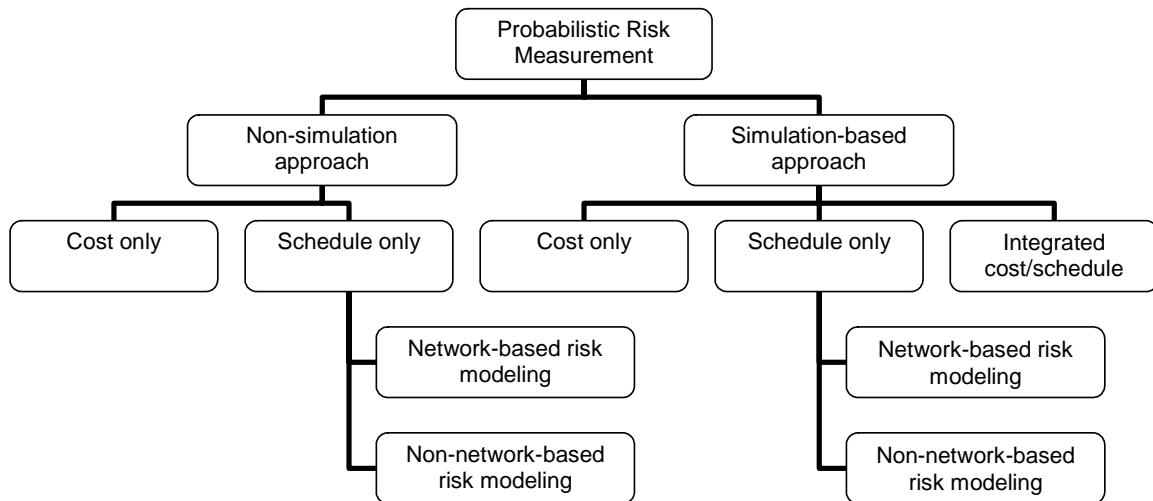 Probabilistic Risk
Measurement
Non-simulation
approach
Simulation-based
approach
Cost only
Schedule only
Cost only
Schedule only
Integrated
cost/schedule
Network-based risk
modeling
Network-based risk
modeling
Non-network-based
risk modeling
Non-network-based
risk modeling